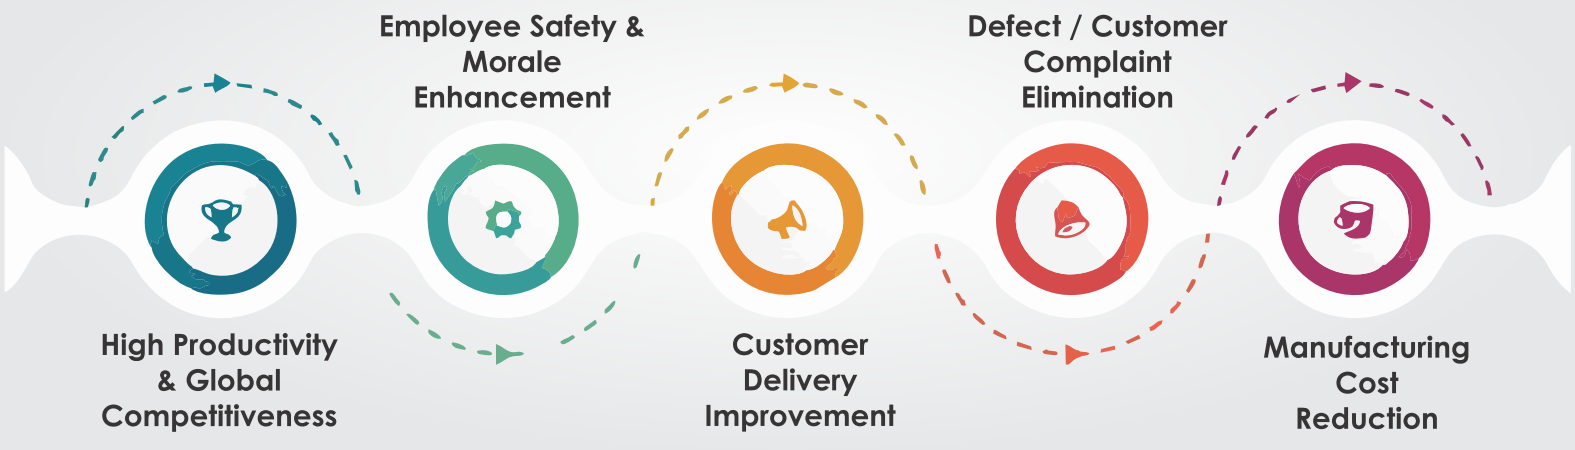 High Productivity
& Global
Competitiveness
Employee Safety &
Morale
Enhancement
Customer
Delivery
Improvement
Defect / Customer
Complaint
Elimination
Manufacturing
Cost
Reduction